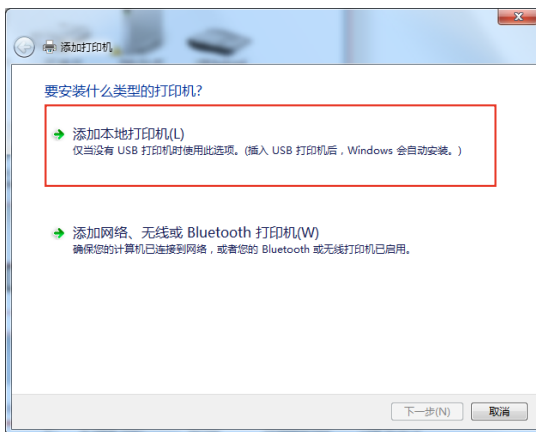 添加打印机
要安装什么类型的打印机?
添加本地打印机(L)
仅当没有 USB 打印机时使用此选项。(插入 USB 打印机后，Windows 会自动安装。)
添加网络、无线或 Bluetooth 打印机(W)
确保您的计算机已连接到网络，或者您的 Bluetooth 或无线打印机已启用。
下一步(N)
取消